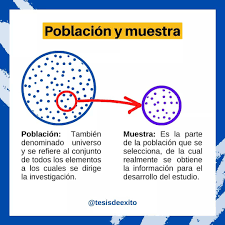 Población y muestra
Población: También
denominado universo
y se refiere al conjunto
de todos los elementos
a los cuales se dirige
la investigación.
Muestra: Es la parte
de la población que se
selecciona, de la cual
realmente se obtiene
la información para el
desarrollo del estudio.
@tesisdeexito